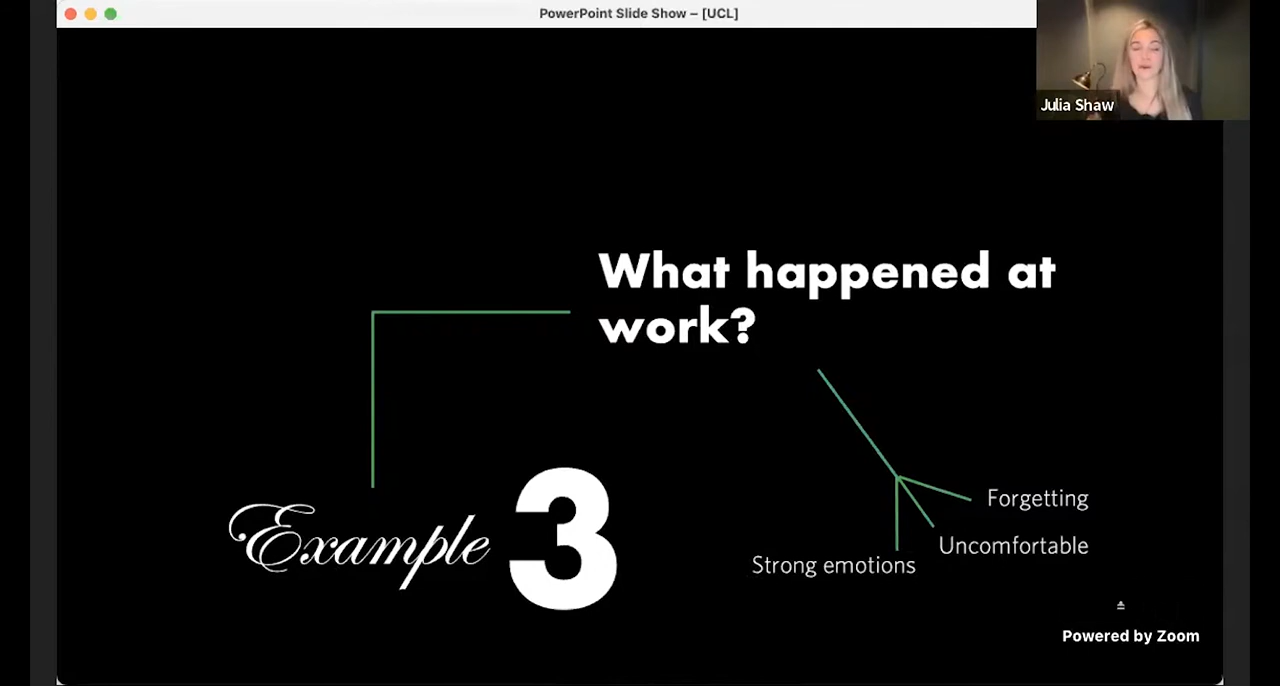 PowerPoint Slide Show – [UCL]
Julia Shaw
What happened at
work?
Example 3
Forgetting
Uncomfortable
Strong emotions
Powered by Zoom